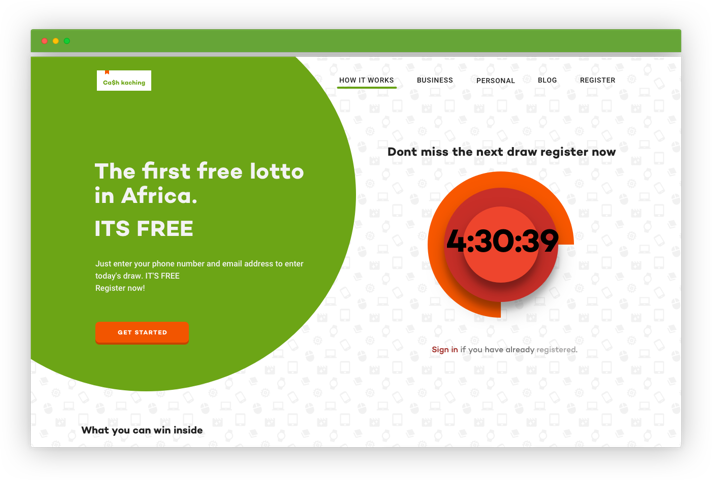 Ca$h kaching
HOW IT WORKS
BUSINESS
PERSONAL
BLOG
REGISTER
The first free lotto
in Africa.
ITS FREE
Just enter your phone number and email address to enter
today's draw. IT'S FREE
Register now!
GET STARTED
Dont miss the next draw register now
4:30:39
Sign in if you have already registered.
What you can win inside